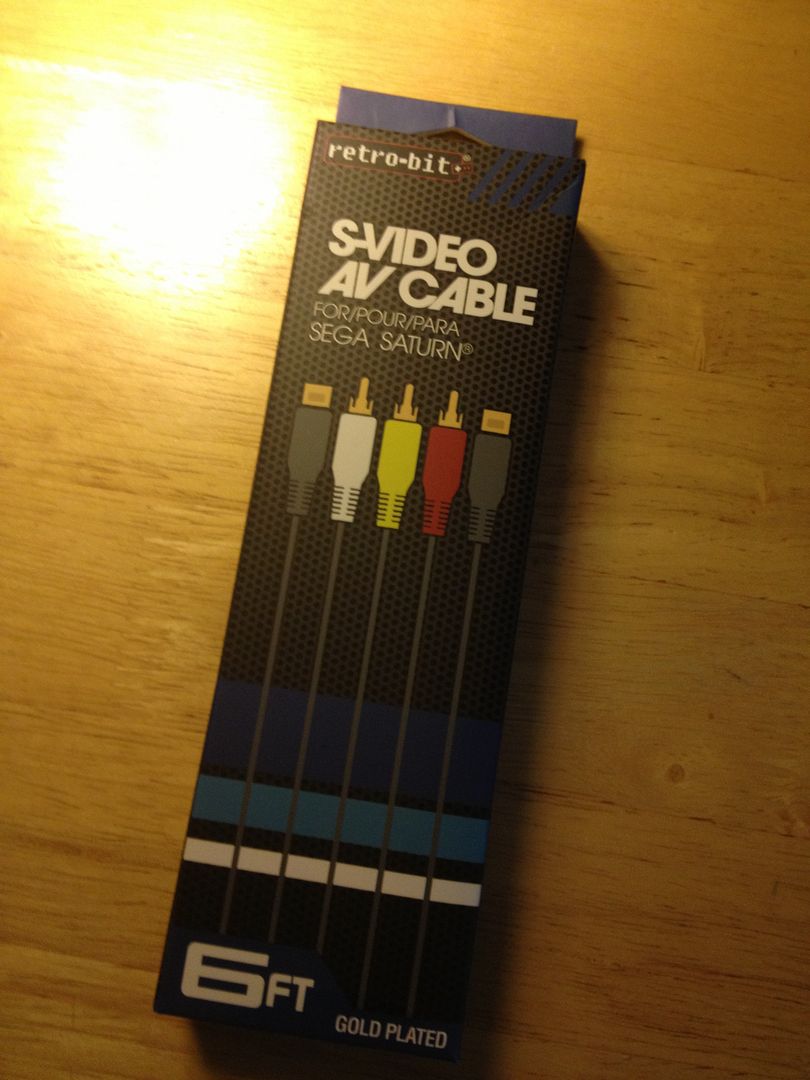 retro-bit®
S-VIDEO
AV CABLE
FOR/POUR/PARA
SEGA SATURN®
6FT
GOLD PLATED